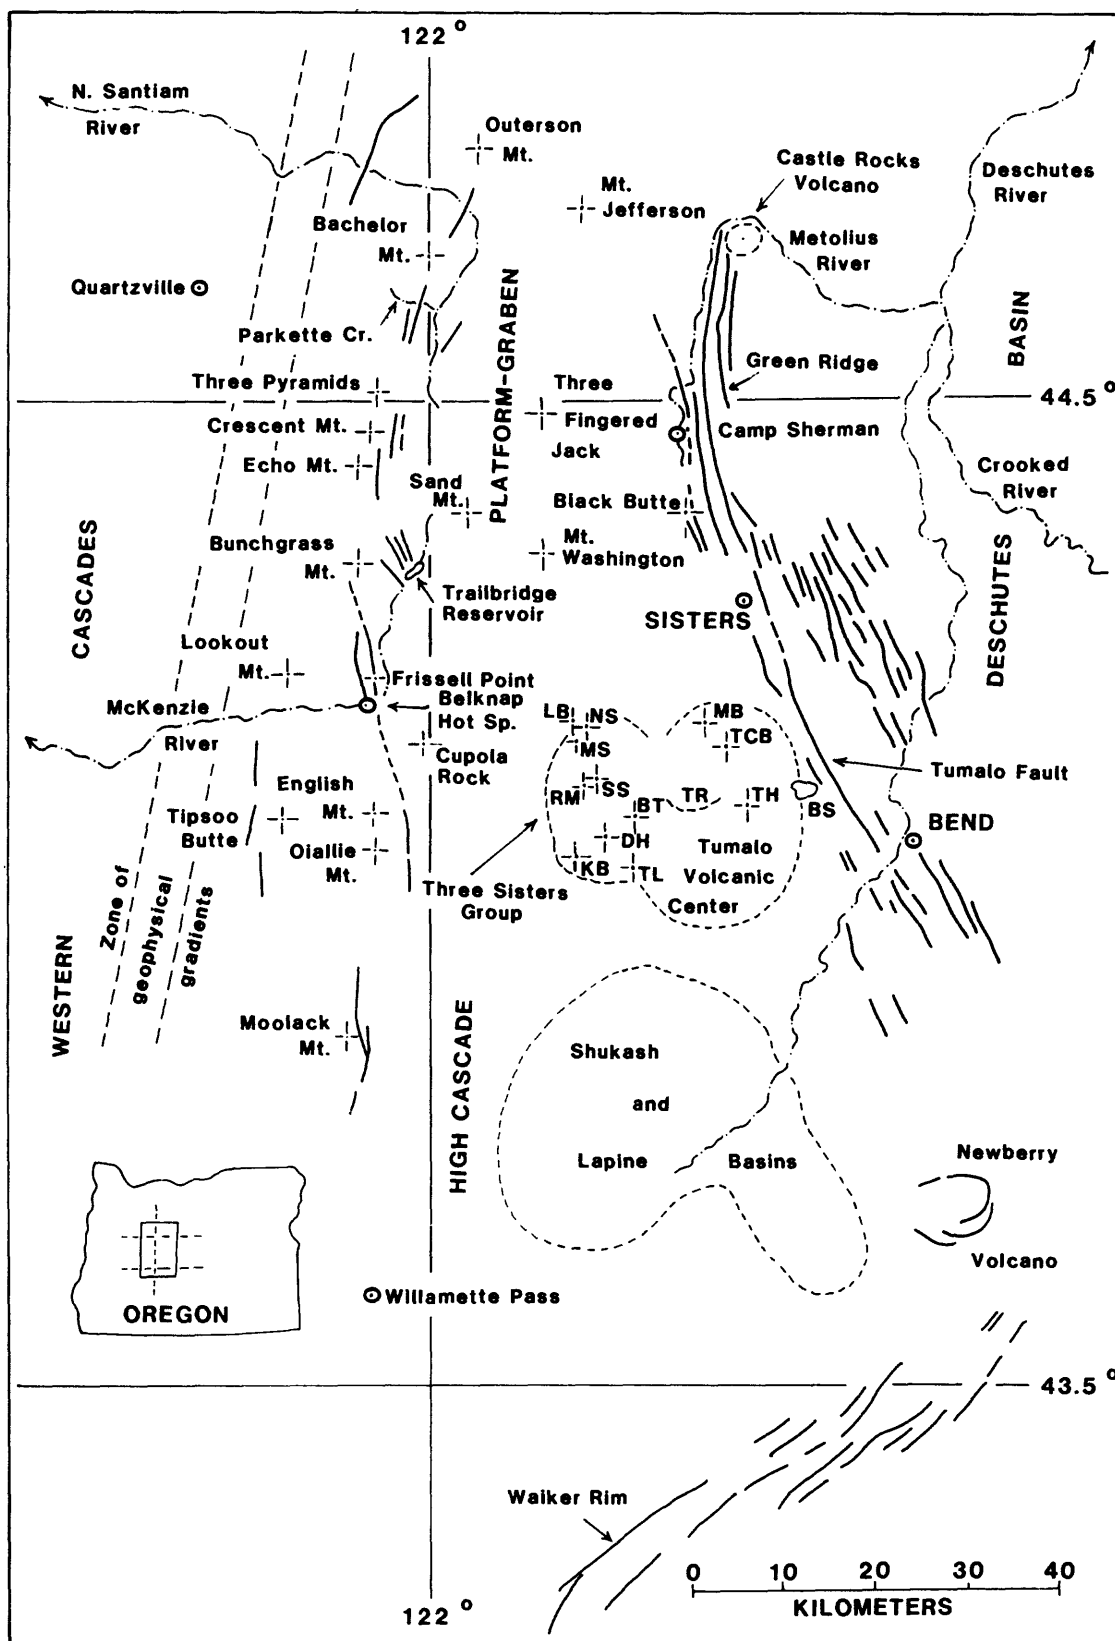 122°
N. Santiam
River
Outerson
Mt.
Castle Rocks
Volcano
Deschutes
River
Mt.
Jefferson
Bachelor
Mt.
Metolius
River
Quartzville
PLATFORM-GRABEN
BASIN
Parkette Cr.
Green Ridge
Three Pyramids
Three
Fingered
Jack
44.5°
Crescent Mt.
Camp Sherman
Echo Mt.
Sand
Mt.
Crooked
River
Black Butte
CASCADES
Bunchgrass
Mt.
Mt.
Washington
DESCHUTES
Trailbridge
Reservoir
SISTERS
Lookout
Mt.
Frissell Point
McKenzie
River
Belknap
Hot Sp.
LB
NS
MB
MS
TCB
Cupola
Rock
Tumalo Fault
English
Mt.
RM
SS
TR
TH
BS
BT
Tipsoo
Butte
BEND
DH
Tumalo
Volcanic
Center
Oiallie
Mt.
KB
TL
Three Sisters
Group
Zone of
geophysical
gradients
WESTERN
Moolack
Mt.
HIGH CASCADE
Shukash
and
Lapine
Basins
Newberry
Volcano
OREGON
Willamette Pass
43.5°
Walker Rim
0 10 20 30 40
KILOMETERS
122°